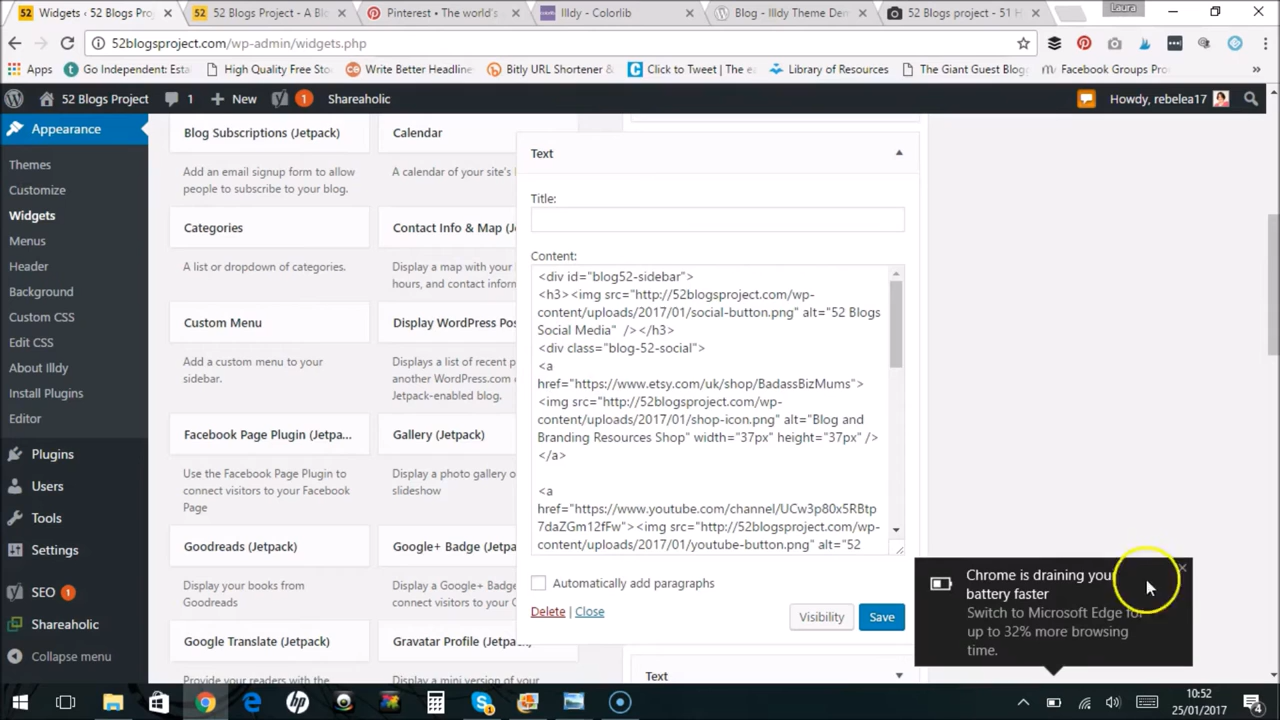 52 Widgets ‹ 52 Blogs Pro
52 52 Blogs Project - A B
Pinterest • The world's
Illdy - Colorlib
Blog - Illdy Theme Dem
52 Blogs project - 51 H
Laura
52blogsproject.com/wp-admin/widgets.php
Apps
Go Independent: Esta
High Quality Free Sto
Write Better Headline
Bitly URL Shortener &
Click to Tweet | The e
Library of Resources
The Giant Guest Blog
Facebook Groups Pro
»
52 Blogs Project
1
New
1
Shareaholic
Howdy, rebelea17
Appearance
Themes
Customize
Widgets
Menus
Header
Background
Custom CSS
Edit CSS
About Illdy
Install Plugins
Editor
Plugins
Users
Tools
Settings
SEO 1
Shareaholic
Collapse menu
Blog Subscriptions (Jetpack)
Add an email signup form to allow
people to subscribe to your blog.
Categories
A list or dropdown of categories.
Custom Menu
Add a custom menu to your
sidebar.
Facebook Page Plugin (Jetpa...
Use the Facebook Page Plugin to
connect visitors to your Facebook
Page
Goodreads (Jetpack)
Display your books from
Goodreads
Google Translate (Jetpack)
Provide your readers with the
Calendar
A calendar of your site's
Contact Info & Map (J
Display a map with your
hours, and contact inform
Display WordPress Pos
Displays a list of recent p
another WordPress.com o
Jetpack-enabled blog.
Gallery (Jetpack)
Display a photo gallery o
slideshow
Google+ Badge (Jetpa
Display a Google+ Badge
connect visitors to your
Gravatar Profile (Jetpa
Display a mini version of
Text
Title:
Content:
<div id="blog52-sidebar">
<h3><img src="http://52blogsproject.com/wp-
content/uploads/2017/01/social-button.png" alt="52 Blogs
Social Media" /></h3>
<div class="blog-52-social">
<a
href="https://www.etsy.com/uk/shop/BadassBizMums">
<img src="http://52blogsproject.com/wp-
content/uploads/2017/01/shop-icon.png" alt="Blog and
Branding Resources Shop" width="37px" height="37px" />
</a>
<a
href="https://www.youtube.com/channel/UCw3p80x5RBtp
7daZGm12fFw"><img src="http://52blogsproject.com/wp-
content/uploads/2017/01/youtube-button.png" alt="52
Automatically add paragraphs
Delete | Close
Visibility
Save
Text
Chrome is draining your
battery faster
Switch to Microsoft Edge for
up to 32% more browsing
time.
10:52
25/01/2017
4